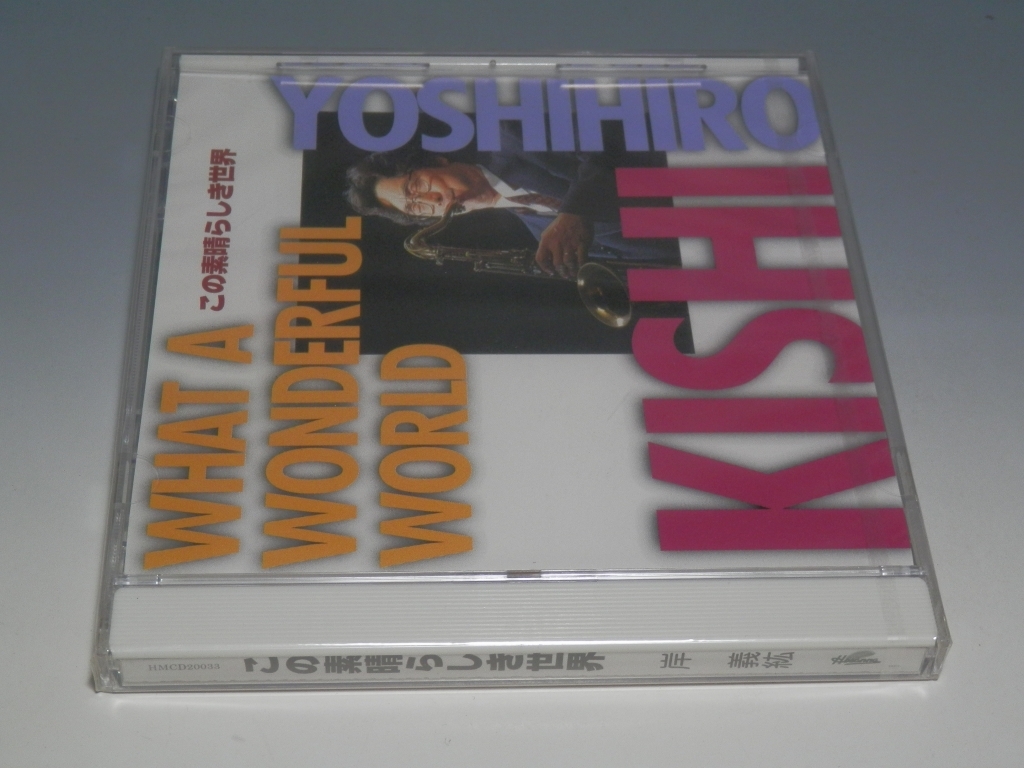 YOSHIHIRO
KISHI
この素晴らしき世界
WHAT A
WONDERFUL
WORLD
HMCD20033 この素晴らしき世界 岸 義紘